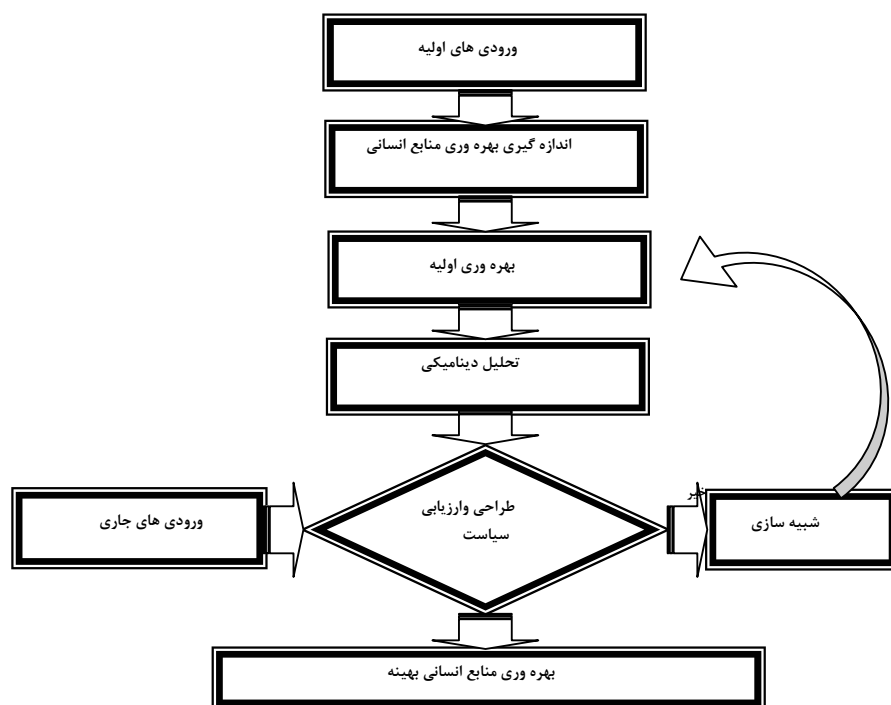 ورودی های اولیه
اندازه گیری بهره وری منابع انسانی
بهره وری اولیه
تحلیل دینامیکی
طراحی وارزیابی
سیاست
ورودی های جاری
خیر
شبیه سازی
بهره وری منابع انسانی بهینه